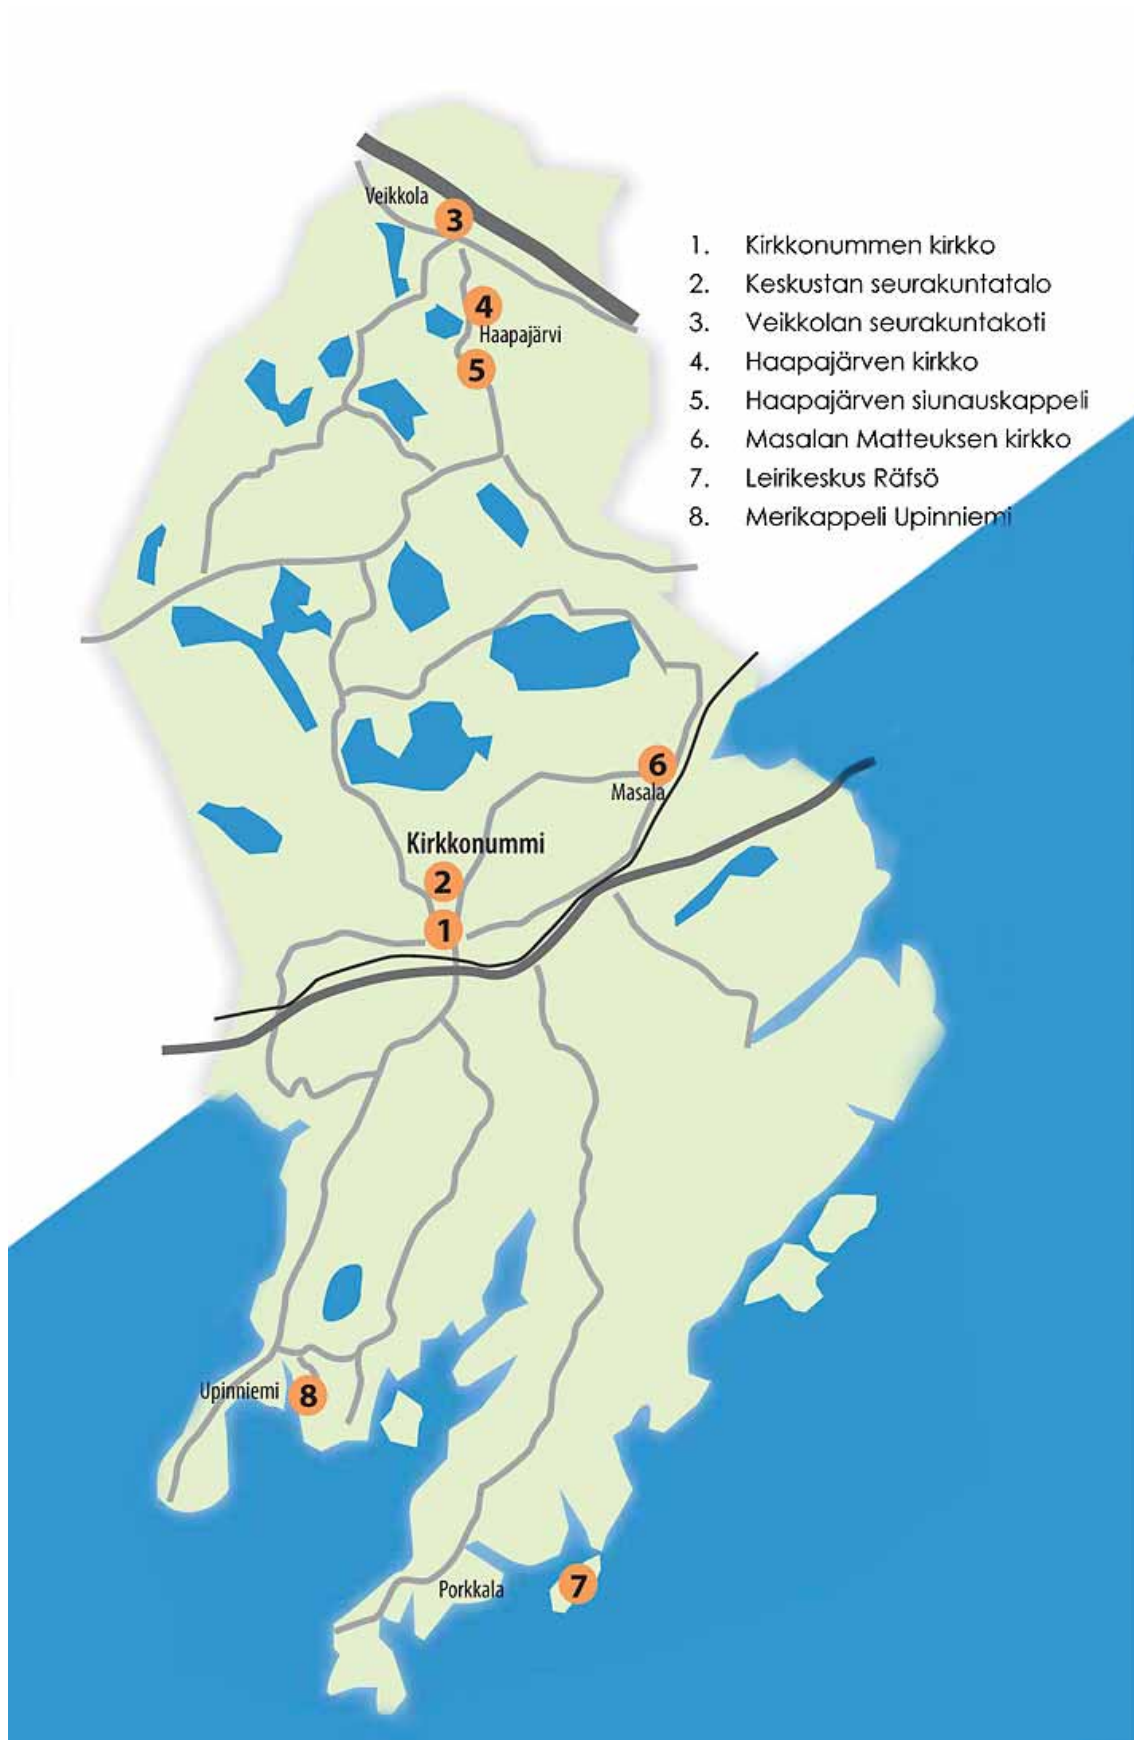 Veikkola
3
4
Haapajärvi
5
1. Kirkkonummen kirkko
2. Keskustan seurakuntatalo
3. Veikkolan seurakuntakoti
4. Haapajärven kirkko
5. Haapajärven siunauskappeli
6. Masalan Matteuksen kirkko
7. Leirikeskus Räfsö
8. Merikappeli Upinniemi
6
Masala
Kirkkonummi
2
1
Upinniemi
8
7
Porkkala